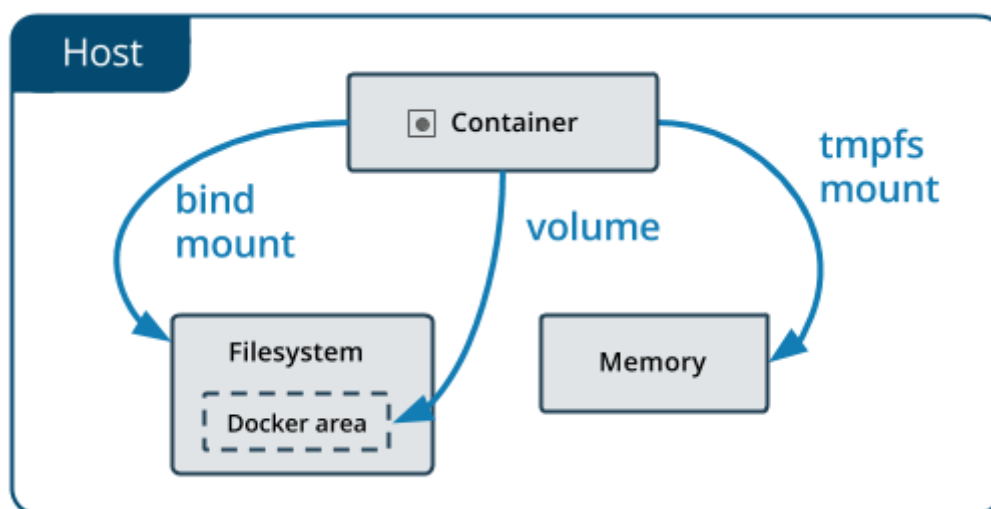 Host
Container
bind
mount
volume
tmpfs
mount
Filesystem
Docker area
Memory